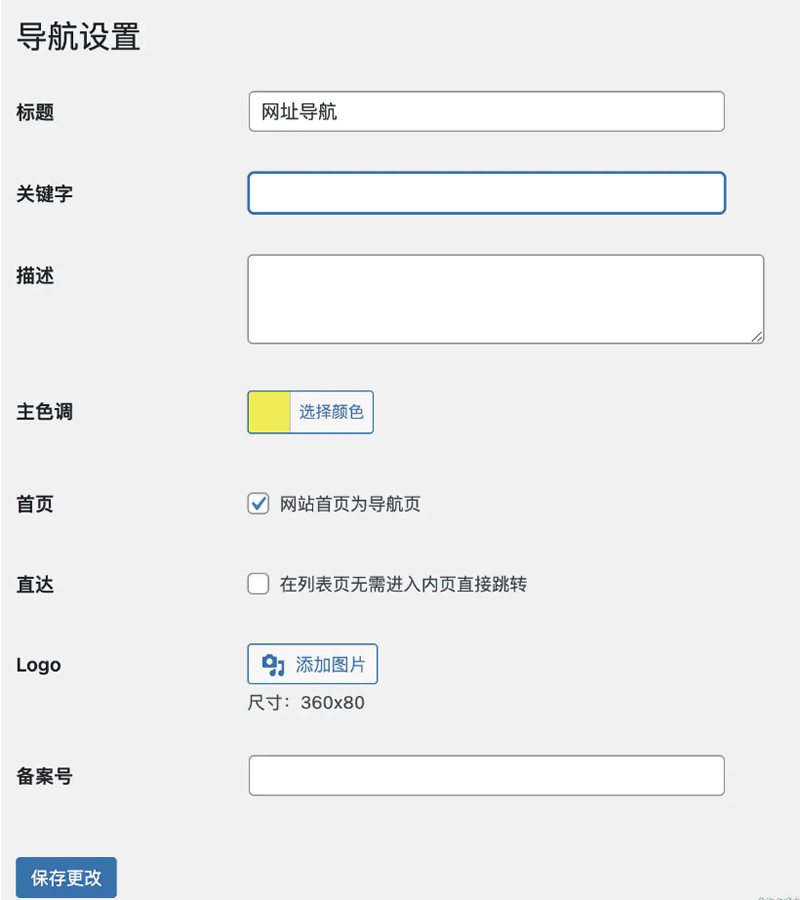 导航设置
标题
网址导航
关键字
描述
主色调
选择颜色
首页
网站首页为导航页
直达
在列表页无需进入内页直接跳转
Logo
添加图片
尺寸：360x80
备案号
保存更改